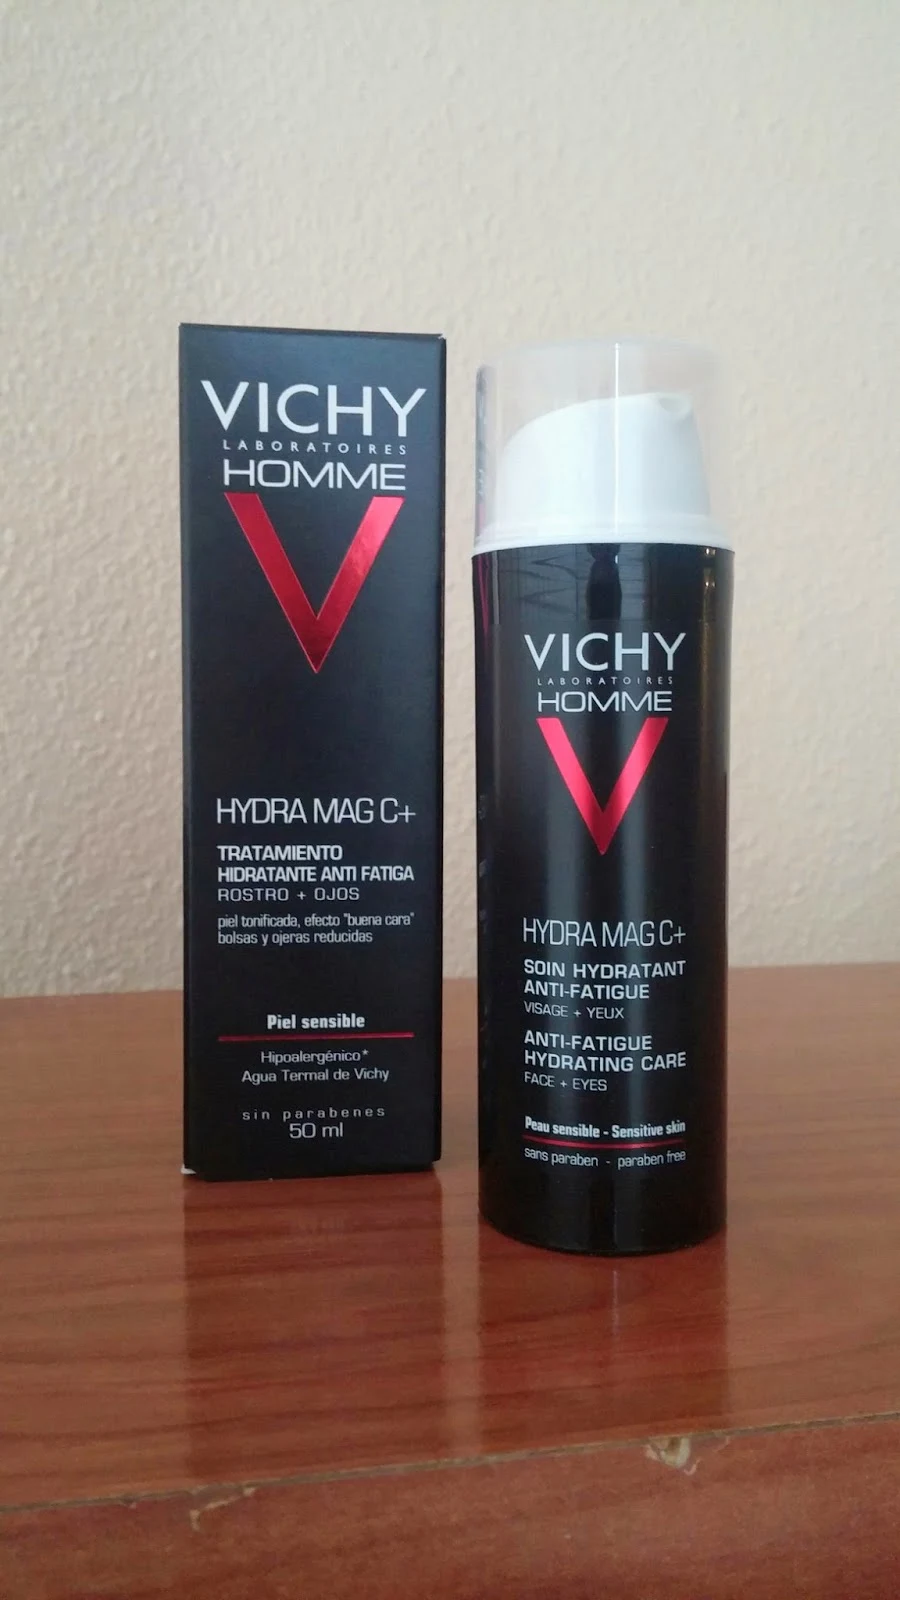 VICHY
LABORATOIRES
HOMME
HYDRA MAG C+
TRATAMIENTO
HIDRATANTE ANTI FATIGA
ROSTRO + OJOS
piel tonificada, efecto "buena cara"
bolsas y ojeras reducidas
Piel sensible
Hipoalergénico*
Agua Termal de Vichy
sin parabenes
50 ml
VICHY
LABORATOIRES
HOMME
HYDRA MAG C+
SOIN HYDRATANT
ANTI-FATIGUE
VISAGE + YEUX
ANTI-FATIGUE
HYDRATING CARE
FACE + EYES
Peau sensible - Sensitive skin
sans paraben - paraben free